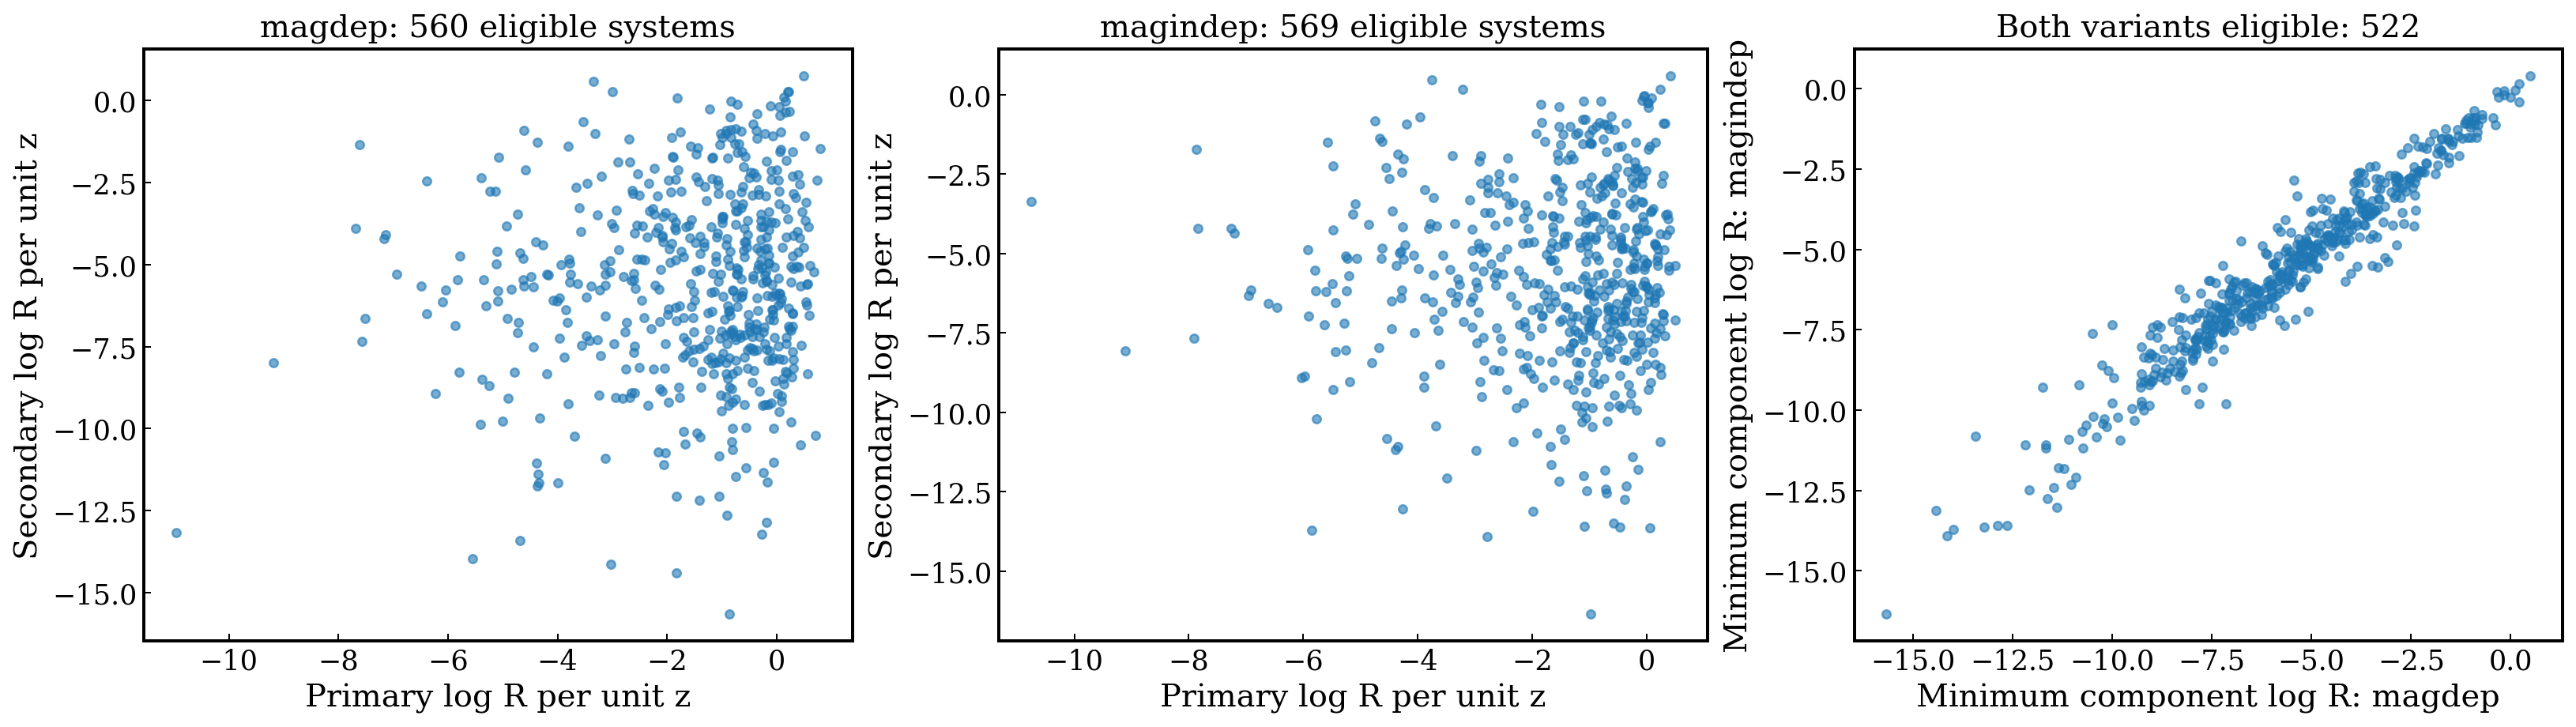 magdep: 560 eligible systems
Secondary log R per unit z
0.0
−2.5
−5.0
−7.5
−10.0
−12.5
−15.0
−10 −8 −6 −4 −2 0
Primary log R per unit z
magindep: 569 eligible systems
Secondary log R per unit z
0.0
−2.5
−5.0
−7.5
−10.0
−12.5
−15.0
−10 −8 −6 −4 −2 0
Primary log R per unit z
Both variants eligible: 522
Minimum component log R: magindep
0.0
−2.5
−5.0
−7.5
−10.0
−12.5
−15.0
−15.0 −12.5 −10.0 −7.5 −5.0 −2.5 0.0
Minimum component log R: magdep